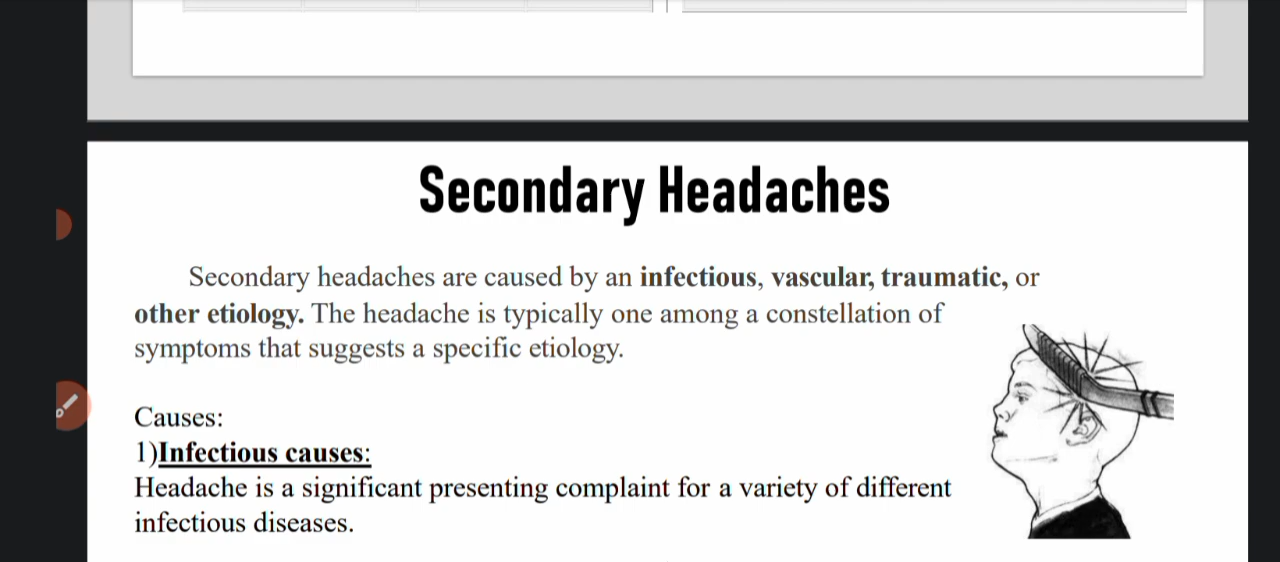 Secondary Headaches
Secondary headaches are caused by an infectious, vascular, traumatic, or
other etiology. The headache is typically one among a constellation of
symptoms that suggests a specific etiology.
Causes:
1)Infectious causes:
Headache is a significant presenting complaint for a variety of different
infectious diseases.